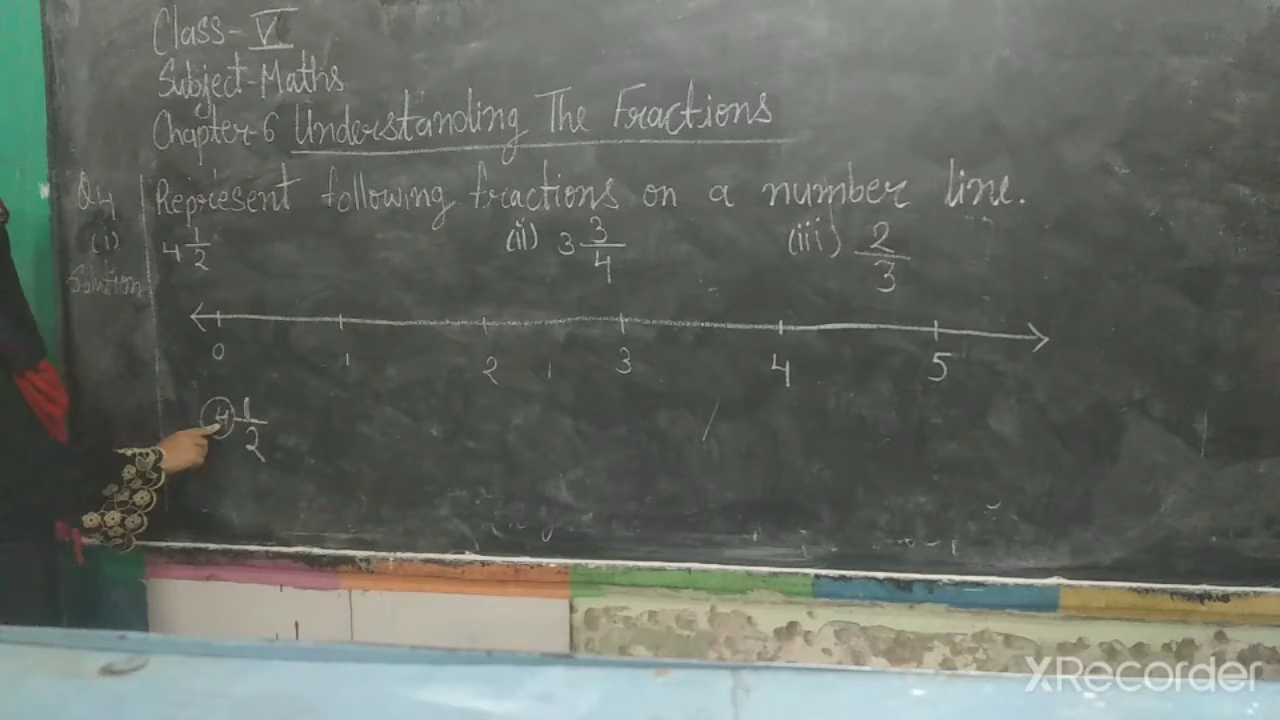 Class- V
Subject-Maths
Chapter-6 Understanding The Fractions
Q4 Represent following fractions on a number line.
(i) 4 1/2 (ii) 3 3/4 (iii) 2/3
Solution
0 1 2 3 4 5
4 1/2
XRecorder